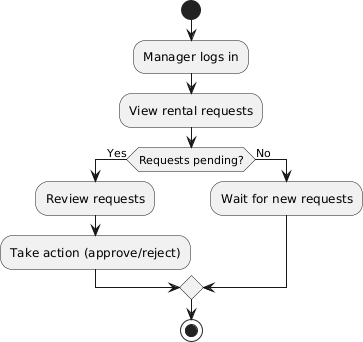 Manager logs in
View rental requests
Yes
Requests pending?
No
Review requests
Wait for new requests
Take action (approve/reject)